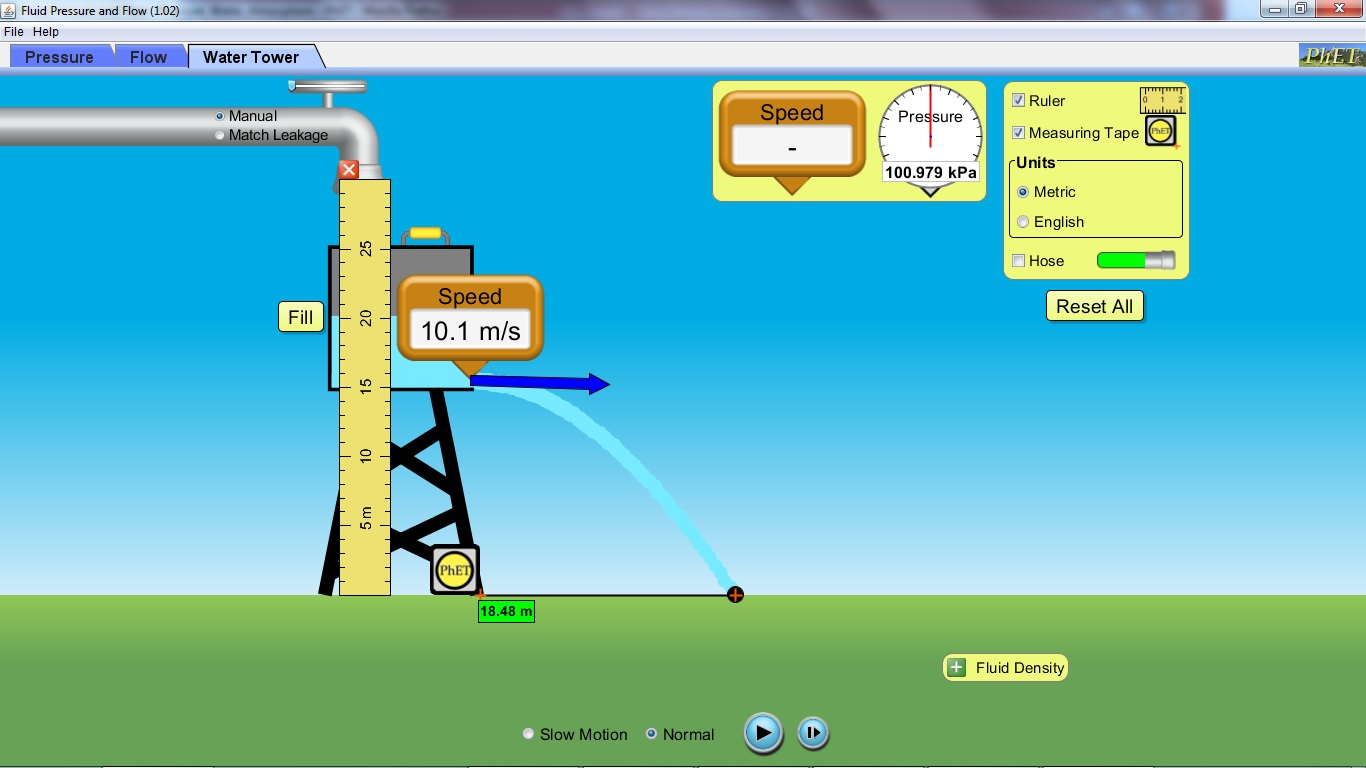 Fluid Pressure and Flow (1.02)
File Help
Pressure Flow Water Tower
PhET
Manual
Match Leakage
Speed
-
Pressure
100.979 kPa
Ruler
0 1 2
Measuring Tape
PhET
Units
Metric
English
Hose
Reset All
Fill
25
20
15
10
5 m
Speed
10.1 m/s
PhET
18.48 m
Fluid Density
Slow Motion Normal